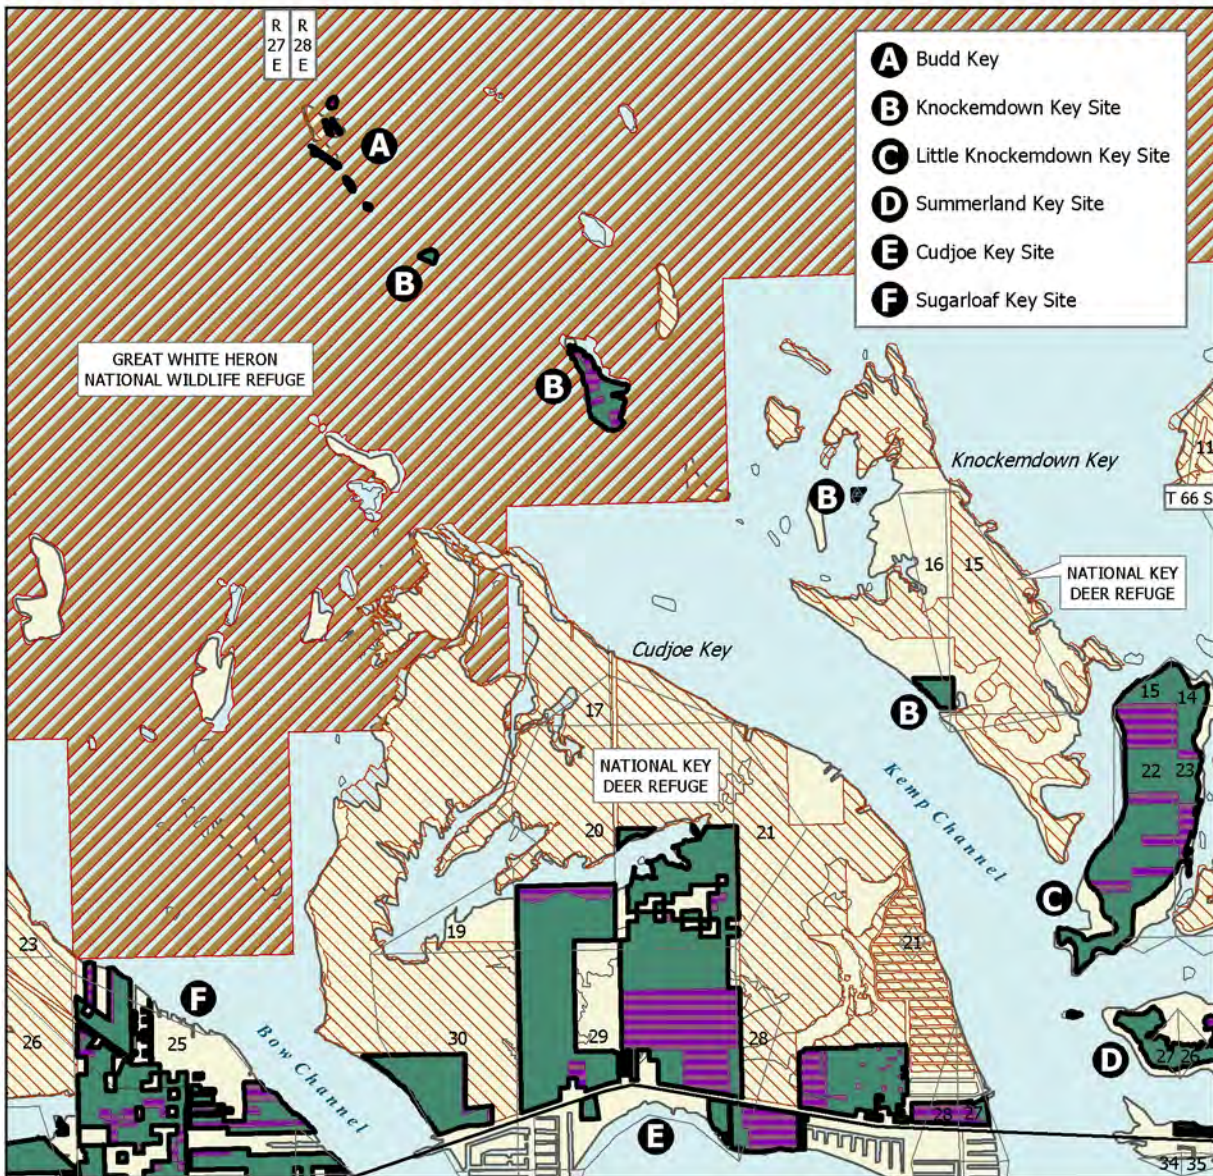 R R
27 28
E E
A Budd Key
B Knockemdown Key Site
C Little Knockemdown Key Site
D Summerland Key Site
E Cudjoe Key Site
F Sugarloaf Key Site
A
B
GREAT WHITE HERON
NATIONAL WILDLIFE REFUGE
B
Knockemdown Key
11
B
T 66 S
16 15
NATIONAL KEY
DEER REFUGE
Cudjoe Key
15 14
17
B
NATIONAL KEY
DEER REFUGE
22 23
Kemp Channel
20 21
C
19
23
21
F
26 25
Bow Channel
30 29 28
D
27 26
28 27
E
34 35